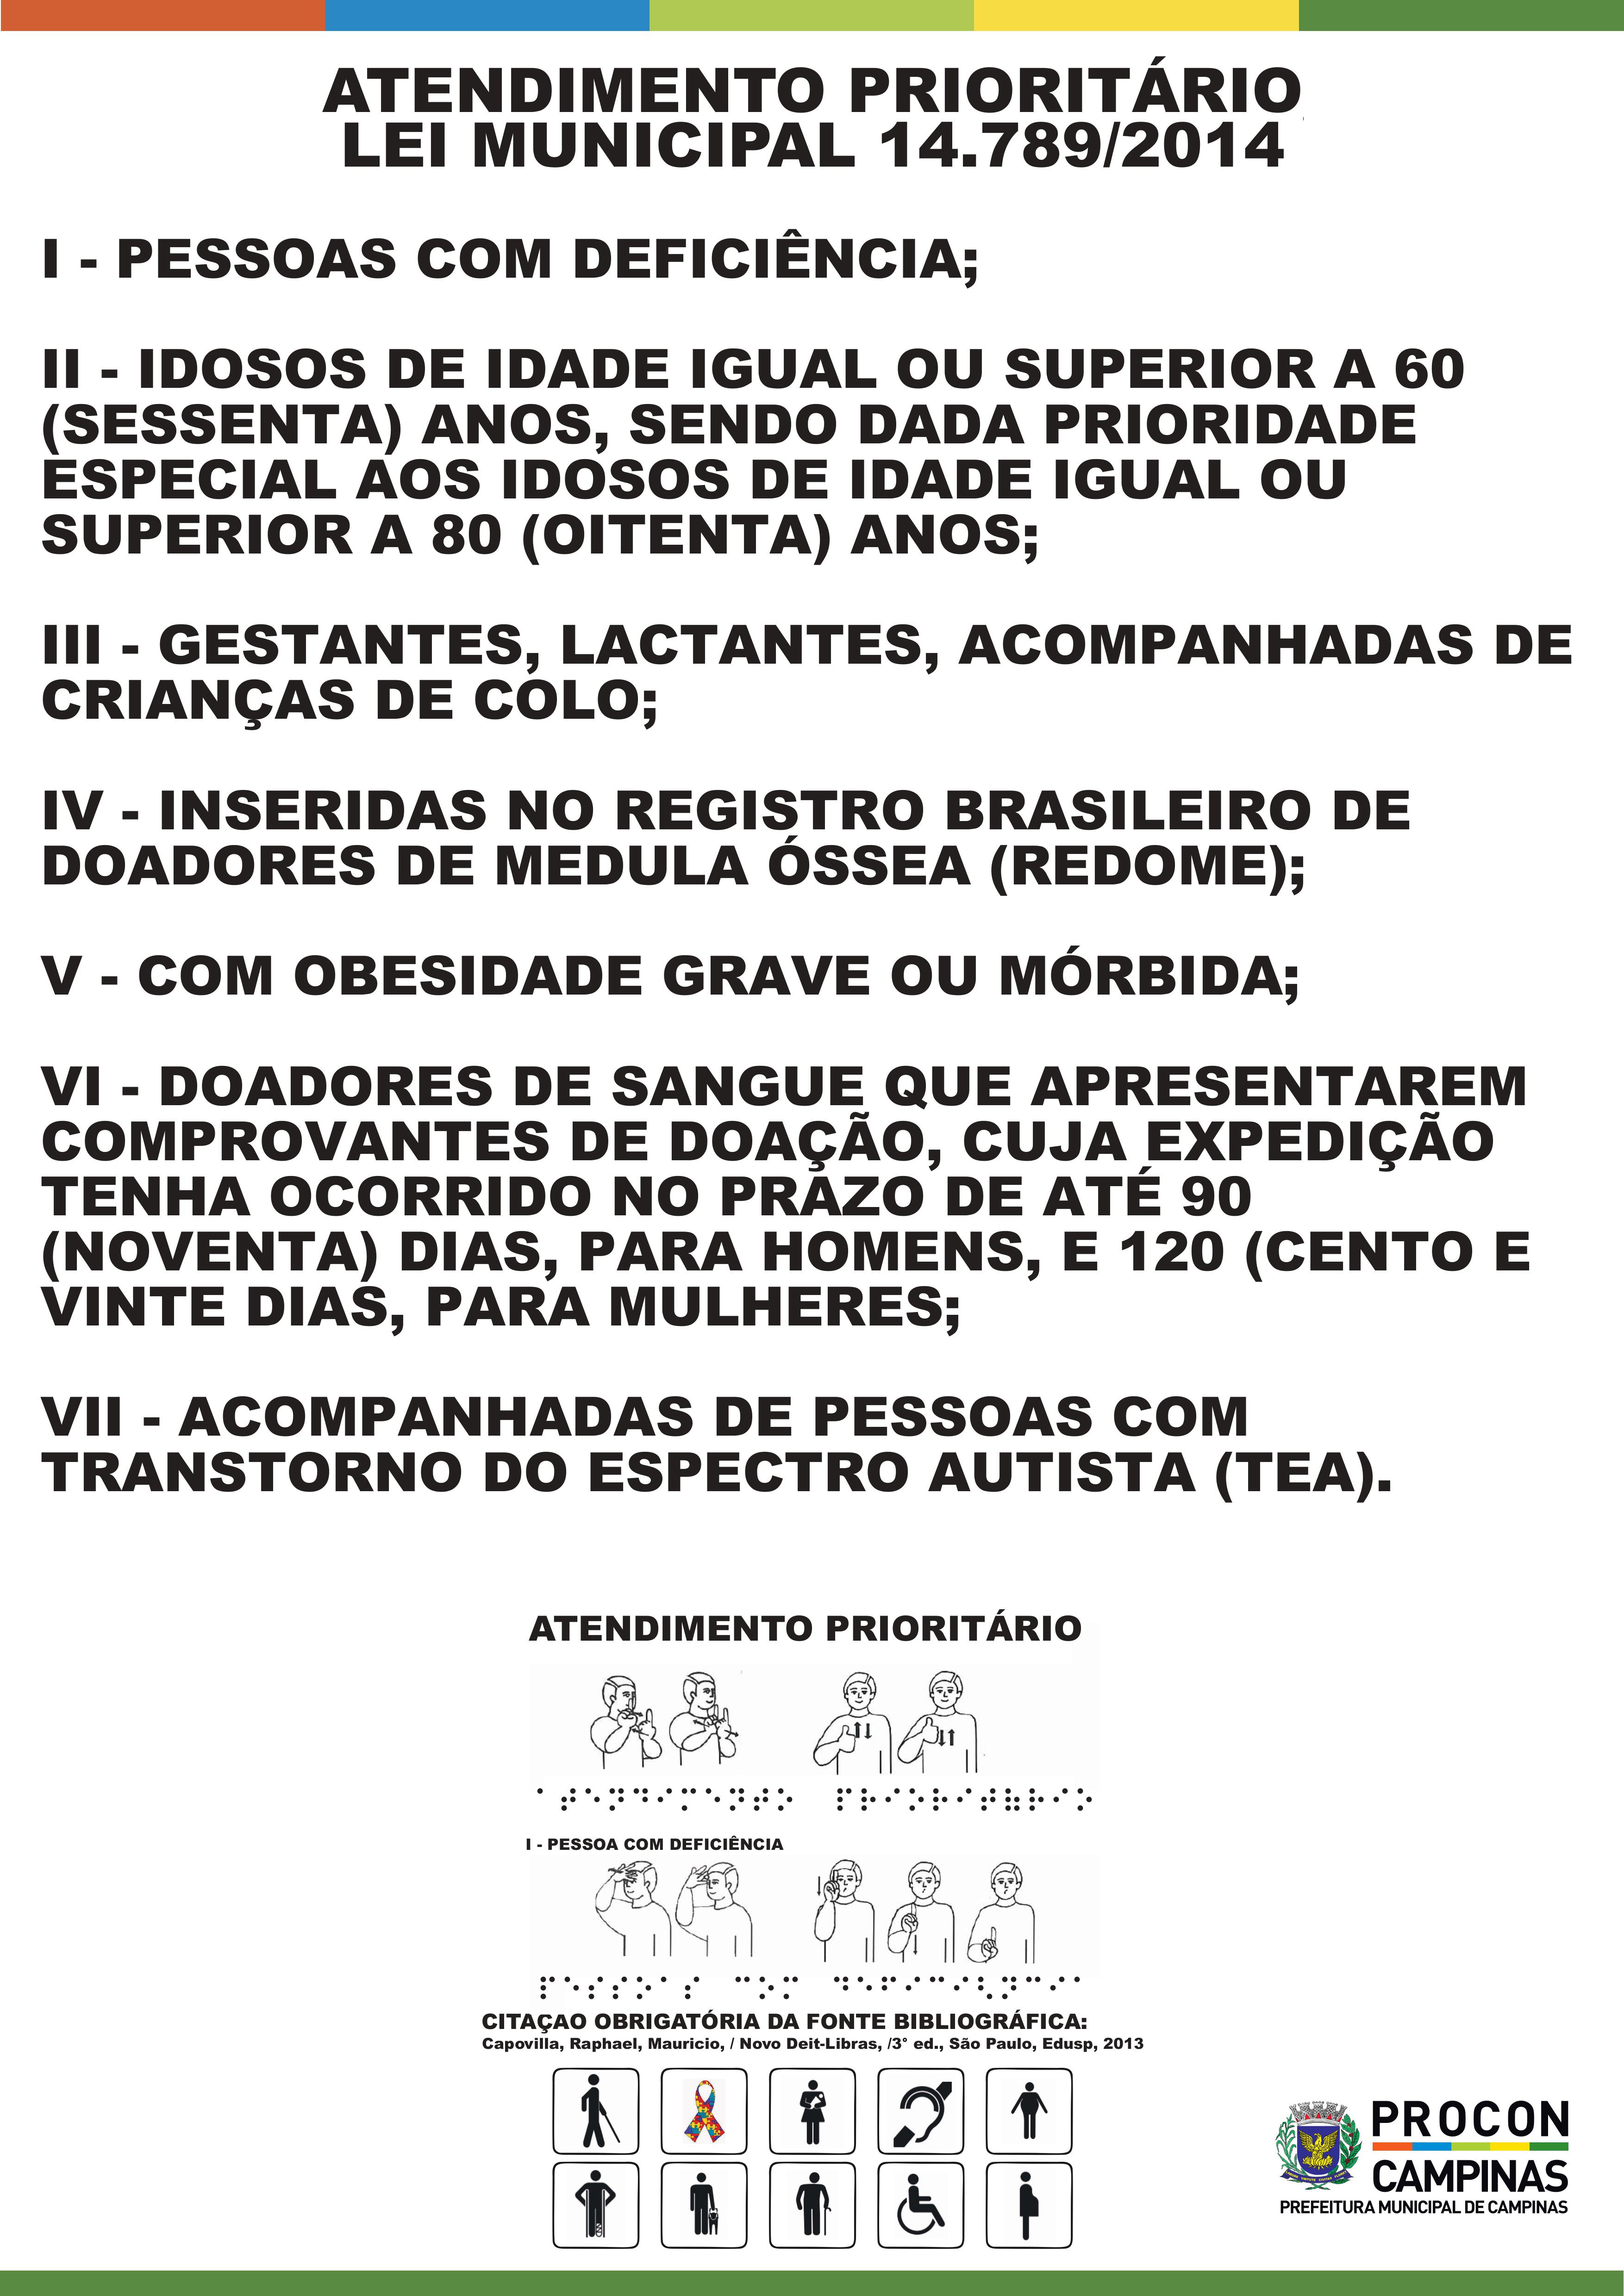 ATENDIMENTO PRIORITÁRIO
LEI MUNICIPAL 14.789/2014
I - PESSOAS COM DEFICIÊNCIA;
II - IDOSOS DE IDADE IGUAL OU SUPERIOR A 60
(SESSENTA) ANOS, SENDO DADA PRIORIDADE
ESPECIAL AOS IDOSOS DE IDADE IGUAL OU
SUPERIOR A 80 (OITENTA) ANOS;
III - GESTANTES, LACTANTES, ACOMPANHADAS DE
CRIANÇAS DE COLO;
IV - INSERIDAS NO REGISTRO BRASILEIRO DE
DOADORES DE MEDULA ÓSSEA (REDOME);
V - COM OBESIDADE GRAVE OU MÓRBIDA;
VI - DOADORES DE SANGUE QUE APRESENTAREM
COMPROVANTES DE DOAÇÃO, CUJA EXPEDIÇÃO
TENHA OCORRIDO NO PRAZO DE ATÉ 90
(NOVENTA) DIAS, PARA HOMENS, E 120 (CENTO E
VINTE DIAS, PARA MULHERES;
VII - ACOMPANHADAS DE PESSOAS COM
TRANSTORNO DO ESPECTRO AUTISTA (TEA).
ATENDIMENTO PRIORITÁRIO
⠁⠞⠑⠝⠙⠊⠍⠑⠝⠞⠕ ⠏⠗⠊⠕⠗⠊⠞⠷⠗⠊⠕
I - PESSOA COM DEFICIÊNCIA
CITAÇAO OBRIGATÓRIA DA FONTE BIBLIOGRÁFICA:
Capovilla, Raphael, Mauricio, / Novo Deit-Libras, /3° ed., São Paulo, Edusp, 2013
PROCON
CAMPINAS
PREFEITURA MUNICIPAL DE CAMPINAS